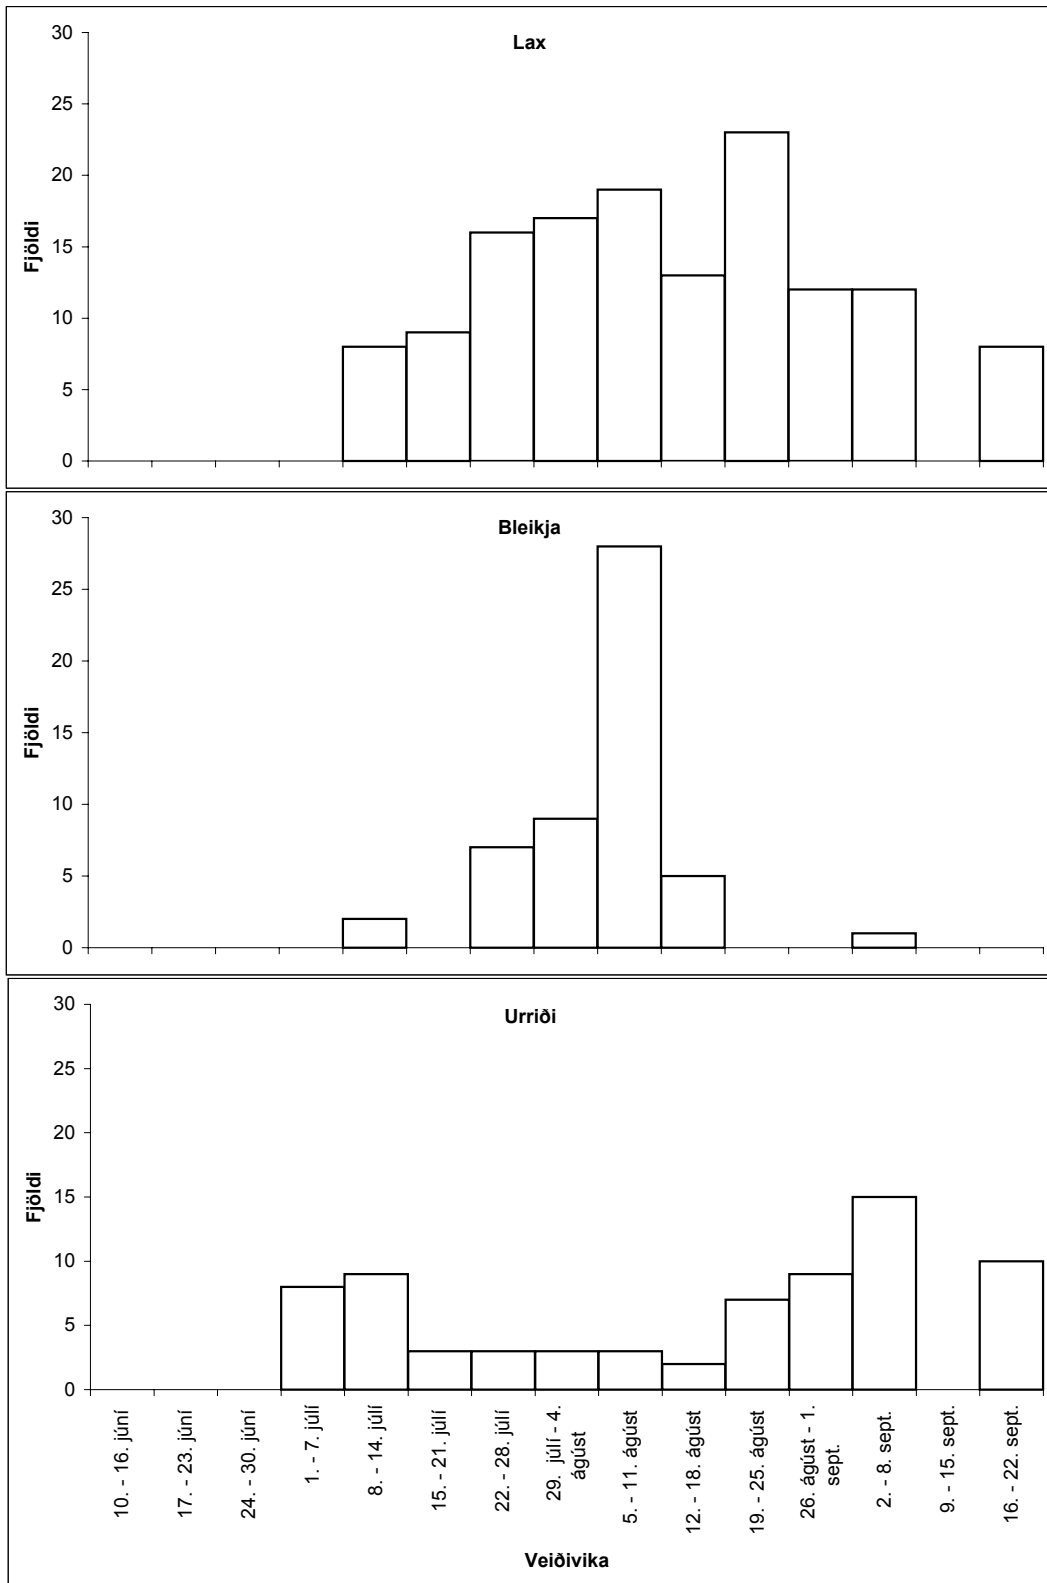 Lax
30
25
20
15
10
5
0
Fjöldi
Bleikja
30
25
20
15
10
5
0
Fjöldi
Urriði
30
25
20
15
10
5
0
Fjöldi
10. - 16. júní
17. - 23. júní
24. - 30. júní
1. - 7. júlí
8. - 14. júlí
15. - 21. júlí
22. - 28. júlí
29. júlí - 4.
ágúst
5. - 11. ágúst
12. - 18. ágúst
19. - 25. ágúst
26. ágúst - 1.
sept.
2. - 8. sept.
9. - 15. sept.
16. - 22. sept.
Veiðivika